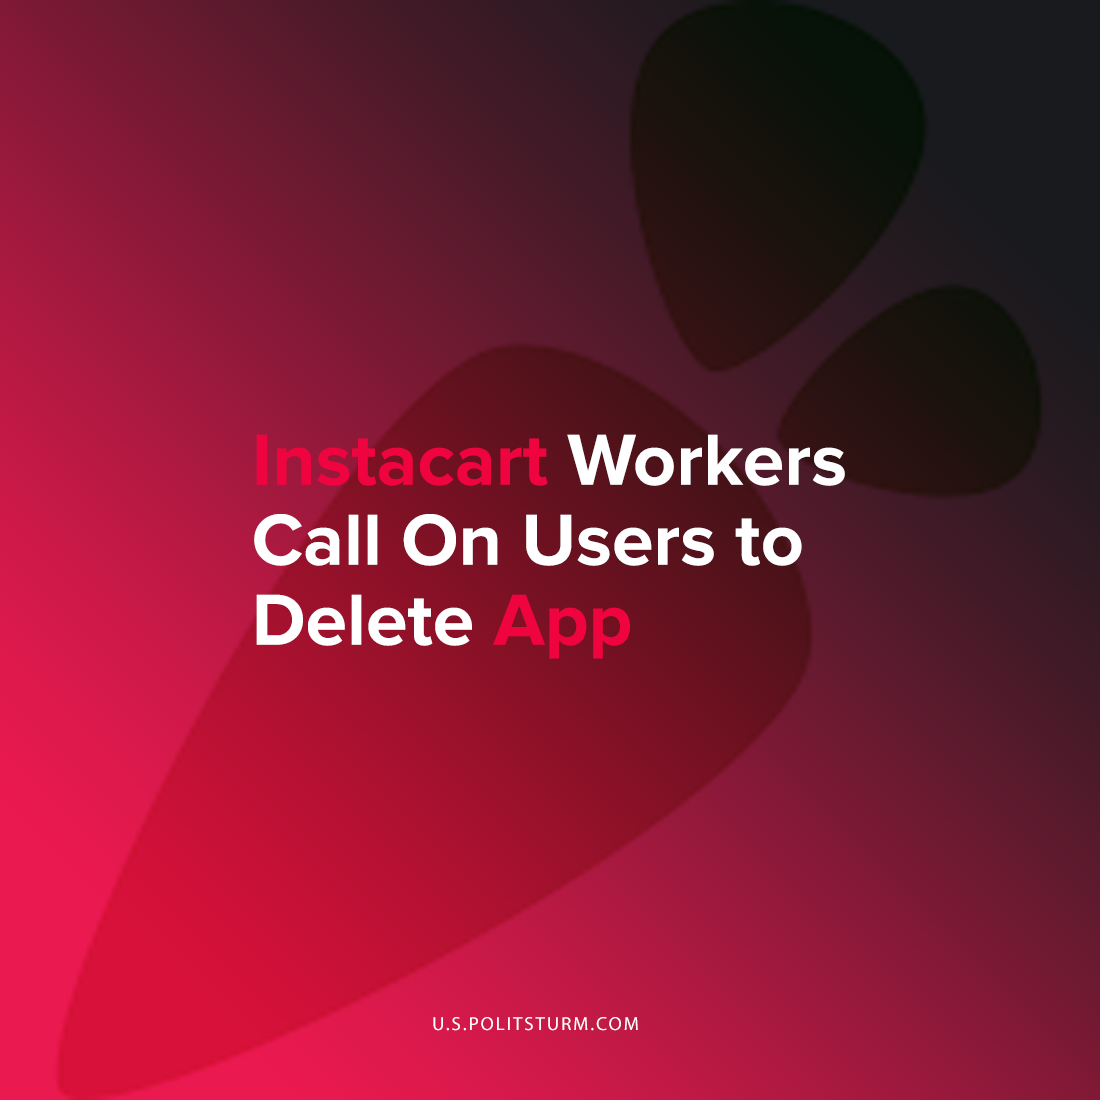 Instacart Workers
Call On Users to
Delete App
U.S.POLITSTURM.COM